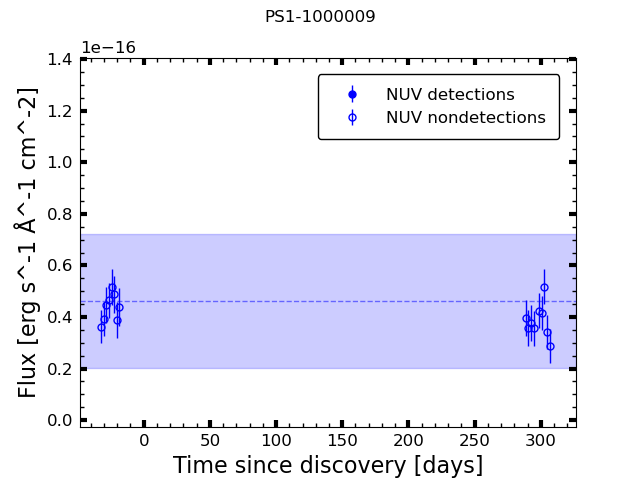 PS1-1000009
1e−16
1.4
1.2
1.0
0.8
0.6
0.4
0.2
0.0
Flux [erg s^-1 Å^-1 cm^-2]
NUV detections
NUV nondetections
0 50 100 150 200 250 300
Time since discovery [days]